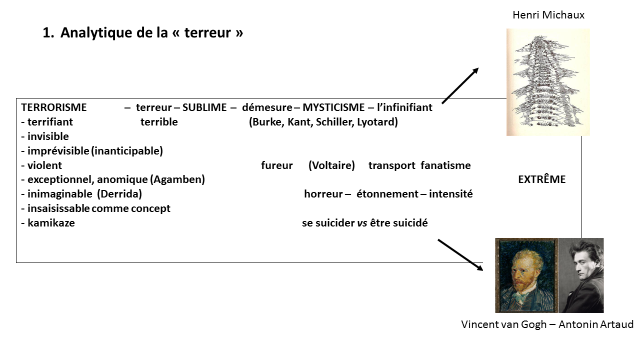 Henri Michaux
1. Analytique de la « terreur »
TERRORISME – terreur – SUBLIME – démesure – MYSTICISME – l'infinifiant
- terrifiant terrible (Burke, Kant, Schiller, Lyotard)
- invisible
- imprévisible (inanticipable)
- violent fureur (Voltaire) transport fanatisme
- exceptionnel, anomique (Agamben) EXTRÊME
- inimaginable (Derrida) horreur – étonnement – intensité
- insaisissable comme concept
- kamikaze se suicider vs être suicidé
Vincent van Gogh – Antonin Artaud